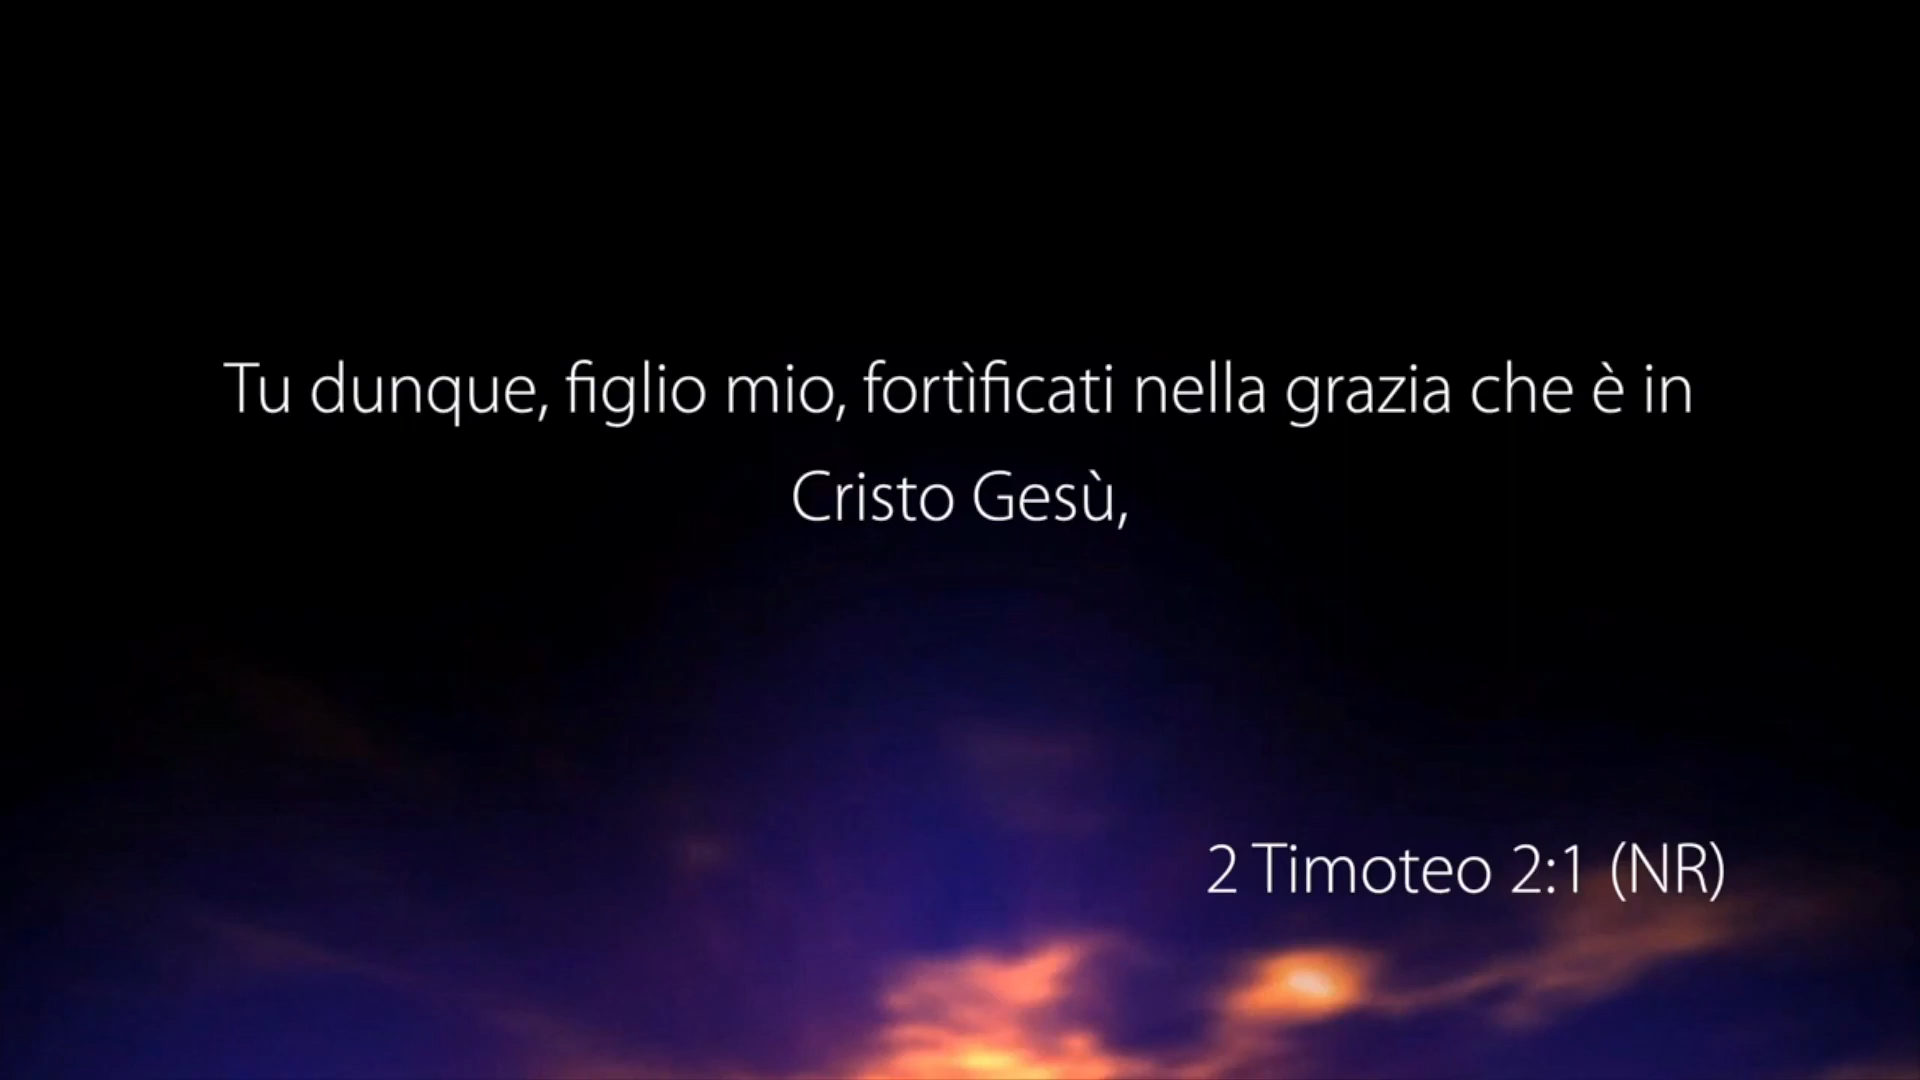 Tu dunque, figlio mio, fortìficati nella grazia che è in
Cristo Gesù,
2 Timoteo 2:1 (NR)